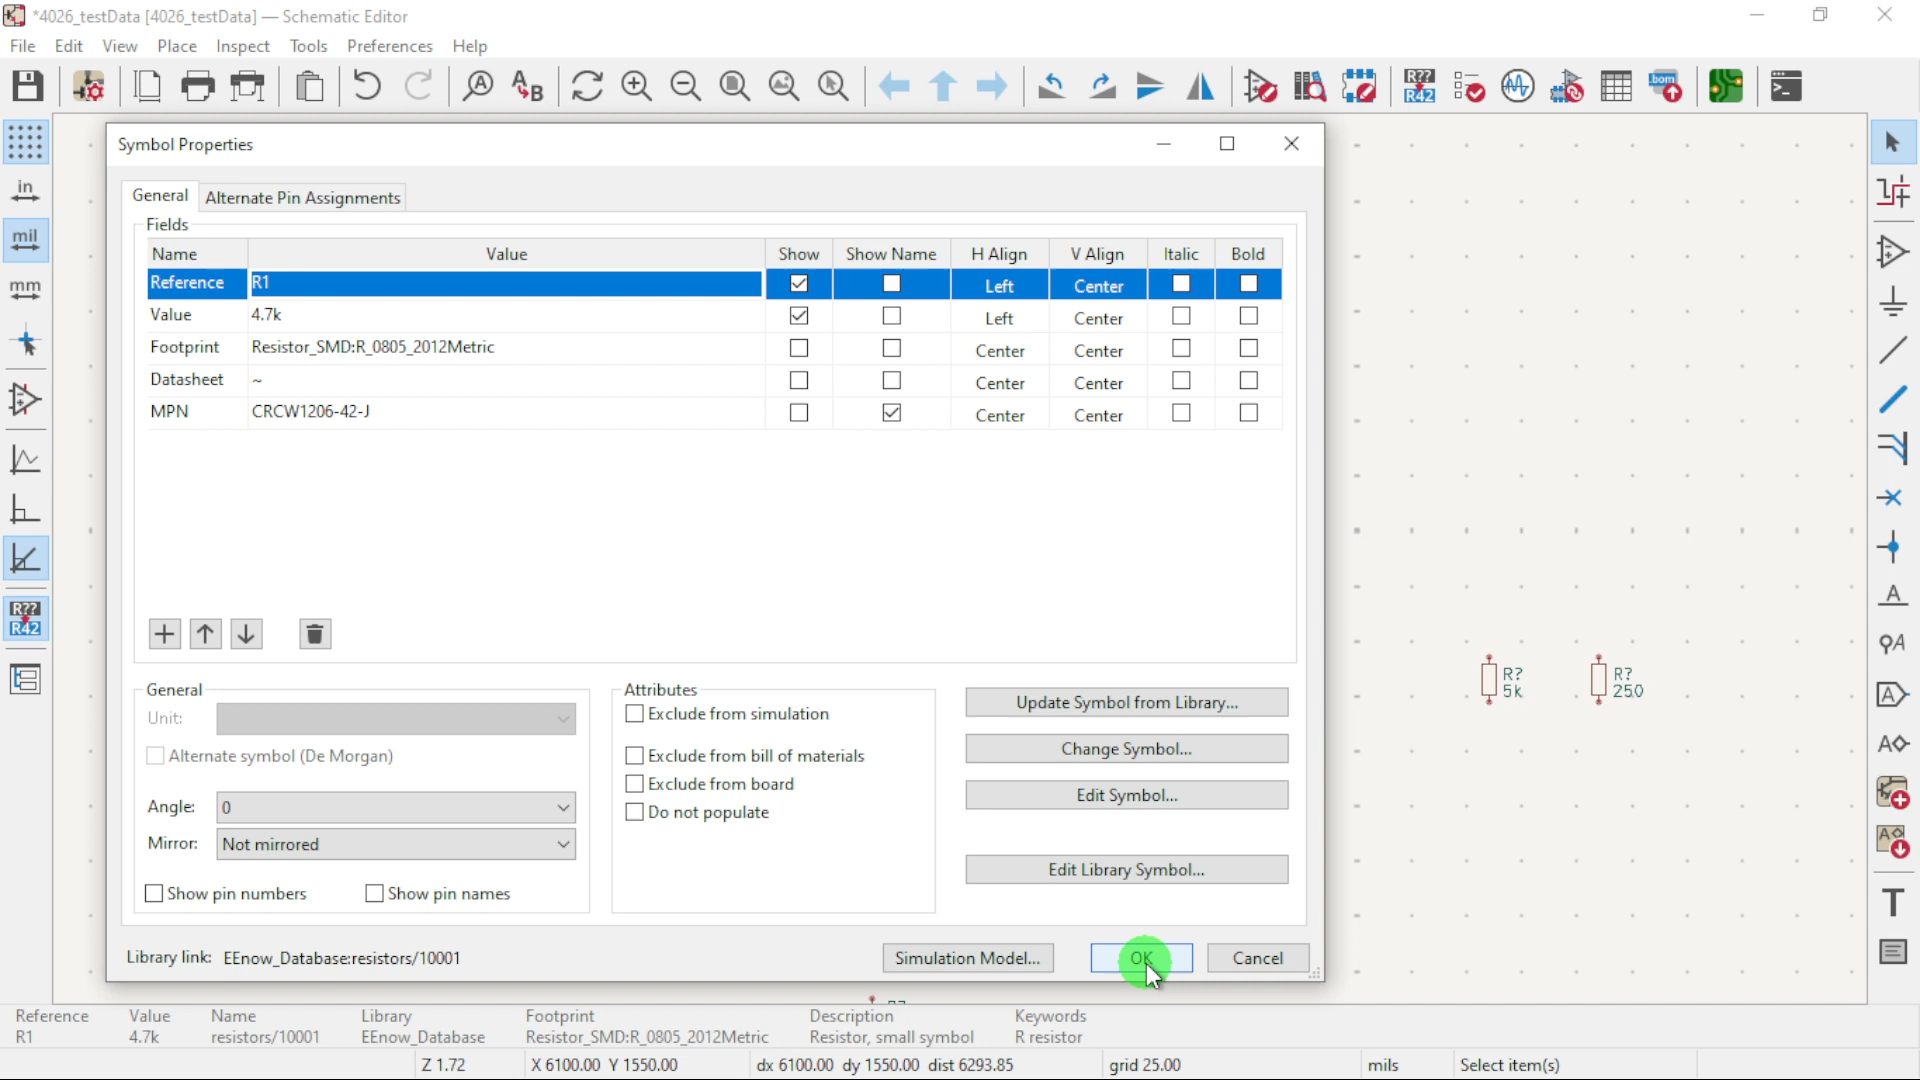 *4026_testData [4026_testData] — Schematic Editor
File Edit View Place Inspect Tools Preferences Help
A A B R?? R42 bom
Symbol Properties
General Alternate Pin Assignments
Fields
Name Value Show Show Name H Align V Align Italic Bold
Reference R1 Left Center
Value 4.7k Left Center
Footprint Resistor_SMD:R_0805_2012Metric Center Center
Datasheet ~ Center Center
MPN CRCW1206-42-J Center Center
General
Unit:
Alternate symbol (De Morgan)
Angle: 0
Mirror: Not mirrored
Show pin numbers Show pin names
Attributes
Exclude from simulation
Exclude from bill of materials
Exclude from board
Do not populate
Update Symbol from Library...
Change Symbol...
Edit Symbol...
Edit Library Symbol...
Library link: EEnow_Database:resistors/10001 Simulation Model... OK Cancel
in
mil
mm
R??
R42
R?
5k
R?
250
A
A
A
A
A
T
Reference Value Name Library Footprint Description Keywords
R1 4.7k resistors/10001 EEnow_Database Resistor_SMD:R_0805_2012Metric Resistor, small symbol R resistor
Z 1.72 X 6100.00 Y 1550.00 dx 6100.00 dy 1550.00 dist 6293.85 grid 25.00 mils Select item(s)